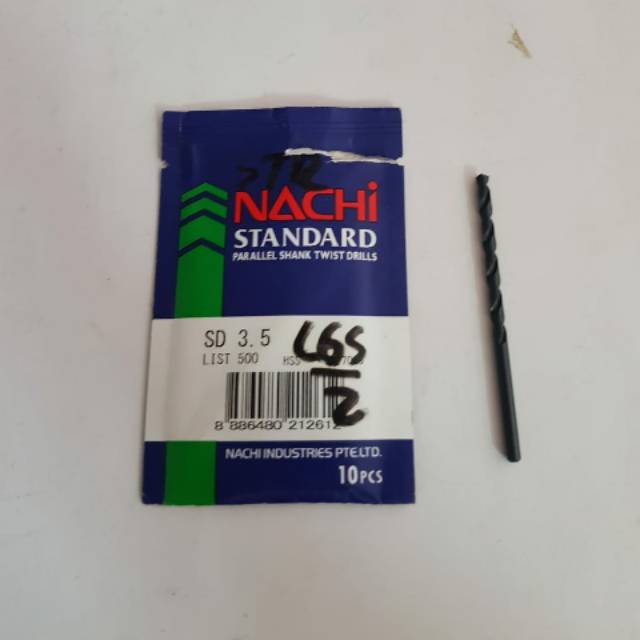 NACHi
STANDARD
PARALLEL SHANK TWIST DRILLS
SD 3.5
LIST 500 HSS
8 886480 212612
NACHI INDUSTRIES PTE.LTD.
10PCS